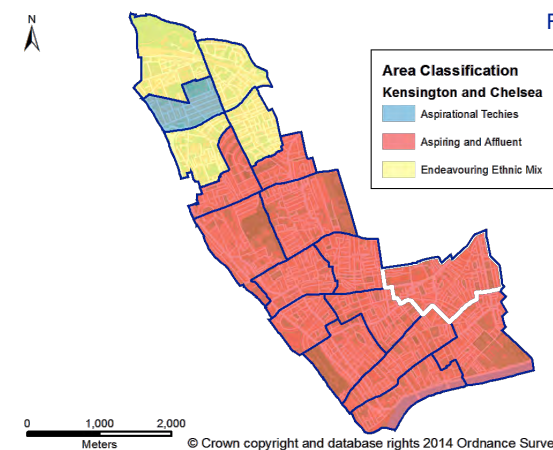 N
F
Area Classification
Kensington and Chelsea
Aspirational Techies
Aspiring and Affluent
Endeavouring Ethnic Mix
0 1,000 2,000
Meters
© Crown copyright and database rights 2014 Ordnance Surve